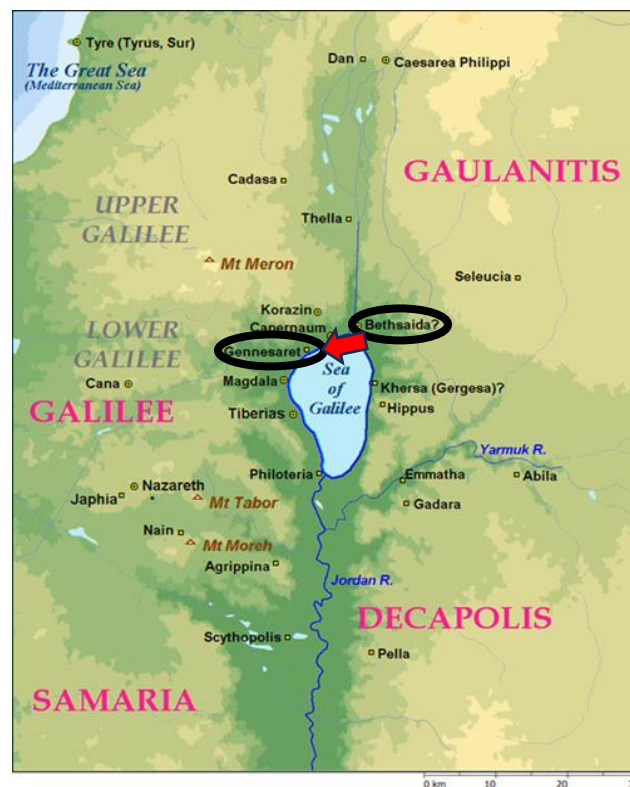 Tyre (Tyrus, Sur)
Dan
Caesarea Philippi
The Great Sea
(Mediterranean Sea)
GAULANITIS
Cadasa
UPPER
GALILEE
Thella
Mt Meron
Seleucia
Korazin
Bethsaida?
Capernaum
LOWER
GALILEE
Gennesaret
Sea
of
Galilee
Magdala
Cana
Khersa (Gergesa)?
GALILEE
Hippus
Tiberias
Yarmuk R.
Philoteria
Emmatha
Abila
Nazareth
Japhia
Mt Tabor
Gadara
Nain
Mt Moreh
Agrippina
Jordan R.
DECAPOLIS
Scythopolis
Pella
SAMARIA
0 km
10
20